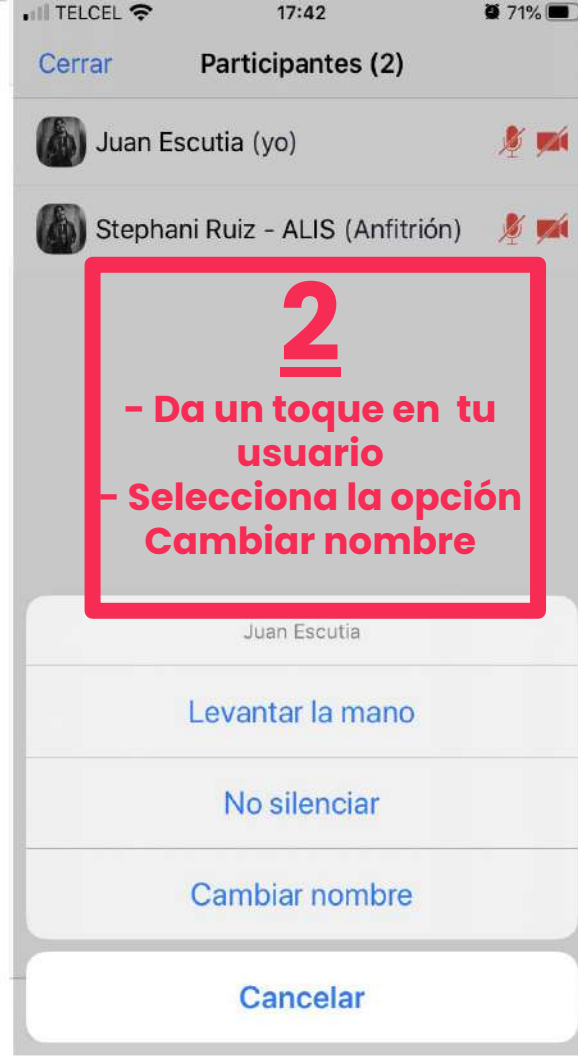 TELCEL 17:42 71%
Cerrar Participantes (2)
Juan Escutia (yo)
Stephani Ruiz - ALIS (Anfitrión)
2
- Da un toque en tu
usuario
- Selecciona la opción
Cambiar nombre
Juan Escutia
Levantar la mano
No silenciar
Cambiar nombre
Cancelar